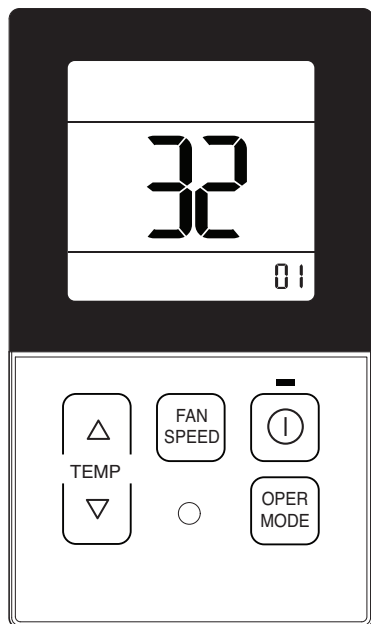 32
01
FAN
SPEED
TEMP
OPER
MODE